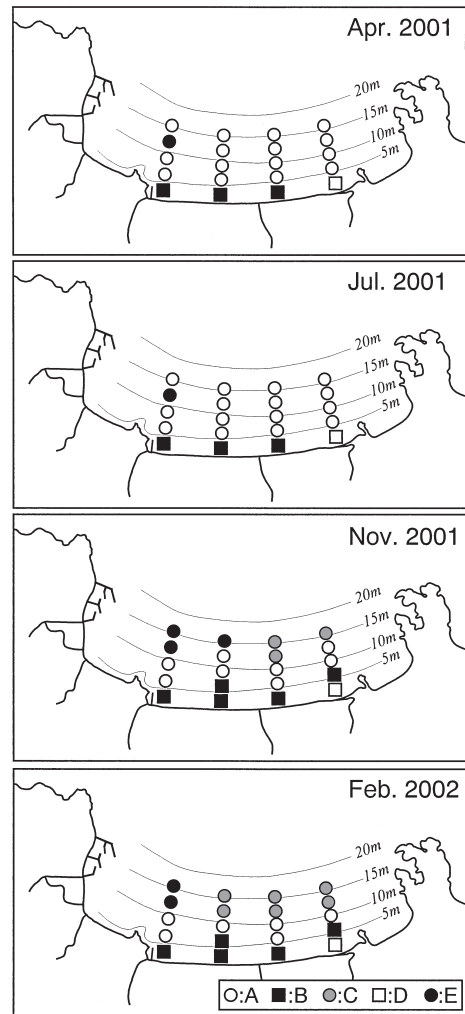 Apr. 2001
20m
15m
10m
5m
Jul. 2001
20m
15m
10m
5m
Nov. 2001
20m
15m
10m
5m
Feb. 2002
20m
15m
10m
5m
○:A ■:B ●:C □:D ●:E